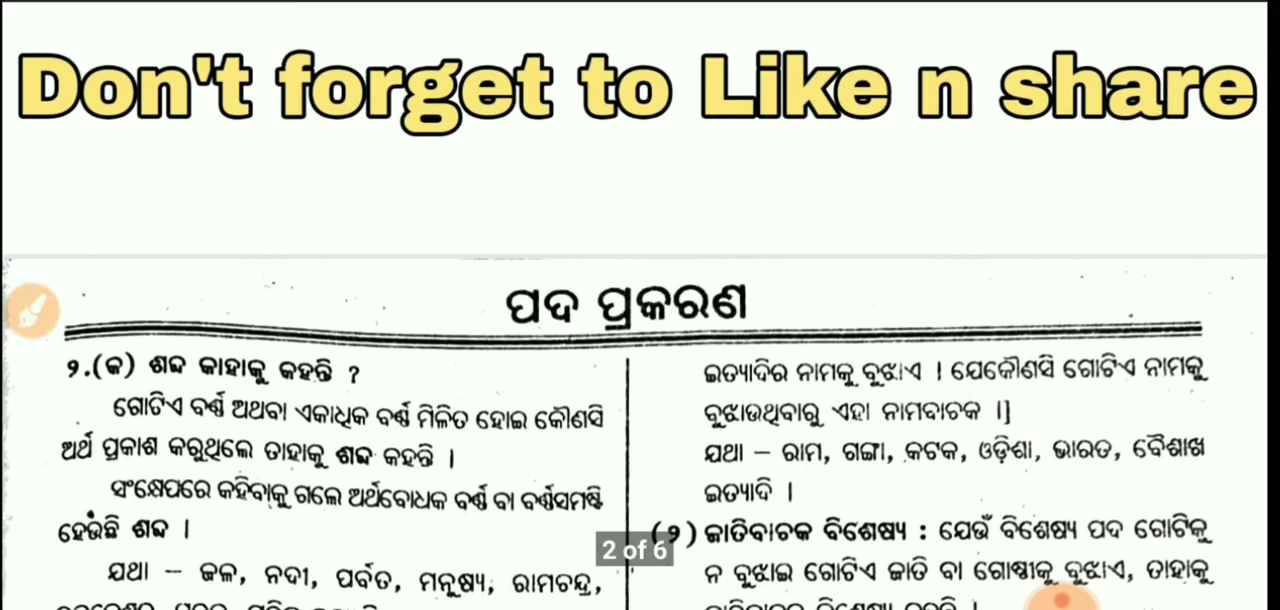 Don't forget to Like n share
ପଦ ପ୍ରକରଣ
୨.(କ) ଶବ୍ଦ କାହାକୁ କହନ୍ତି ?
ଗୋଟିଏ ବର୍ଣ୍ଣ ଅଥବା ଏକାଧିକ ବର୍ଣ୍ଣ ମିଳିତ ହୋଇ କୌଣସି
ଅର୍ଥ ପ୍ରକାଶ କରୁଥିଲେ ତାହାକୁ ଶବ୍ଦ କହନ୍ତି ।
ସଂକ୍ଷେପରେ କହିବାକୁ ଗଲେ ଅର୍ଥବୋଧକ ବର୍ଣ୍ଣ ବା ବର୍ଣ୍ଣସମଷ୍ଟି
ହେଉଛି ଶବ୍ଦ ।
ଯଥା – ଜଳ, ନଦୀ, ପର୍ବତ, ମନୁଷ୍ୟ, ରାମଚନ୍ଦ୍ର,
ଇତ୍ୟାଦିର ନାମକୁ ବୁଝାଏ । ଯେକୌଣସି ଗୋଟିଏ ନାମକୁ
ବୁଝାଉଥିବାରୁ ଏହା ନାମବାଚକ ।]
ଯଥା – ରାମ, ଗଙ୍ଗା, କଟକ, ଓଡ଼ିଶା, ଭାରତ, ବୈଶାଖ
ଇତ୍ୟାଦି ।
(୨) ଜାତିବାଚକ ବିଶେଷ୍ୟ : ଯେଉଁ ବିଶେଷ୍ୟ ପଦ ଗୋଟିକୁ
ନ ବୁଝାଇ ଗୋଟିଏ ଜାତି ବା ଗୋଷ୍ଠୀକୁ ବୁଝାଏ, ତାହାକୁ
2 of 6